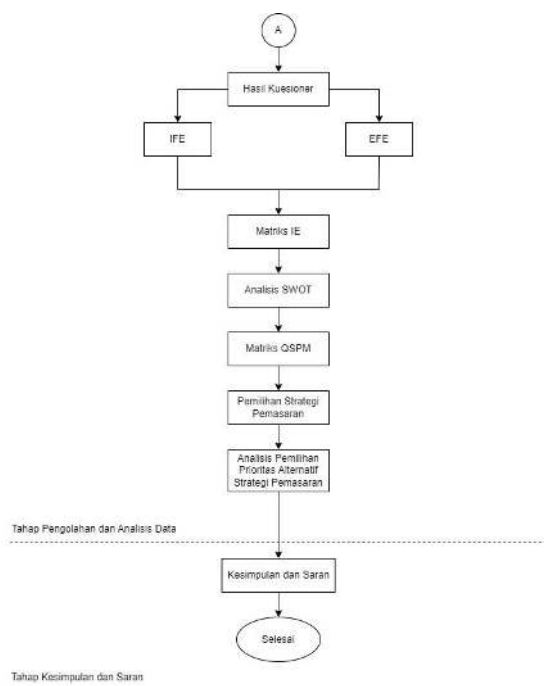 A
Hasil Kuesioner
IFE
EFE
Matriks IE
Analisis SWOT
Matriks QSPM
Pemilihan Strategi
Pemasaran
Analisis Pemilihan
Prioritas Alternatif
Strategi Pemasaran
Tahap Pengolahan dan Analisis Data
Kesimpulan dan Saran
Selesai
Tahap Kesimpulan dan Saran